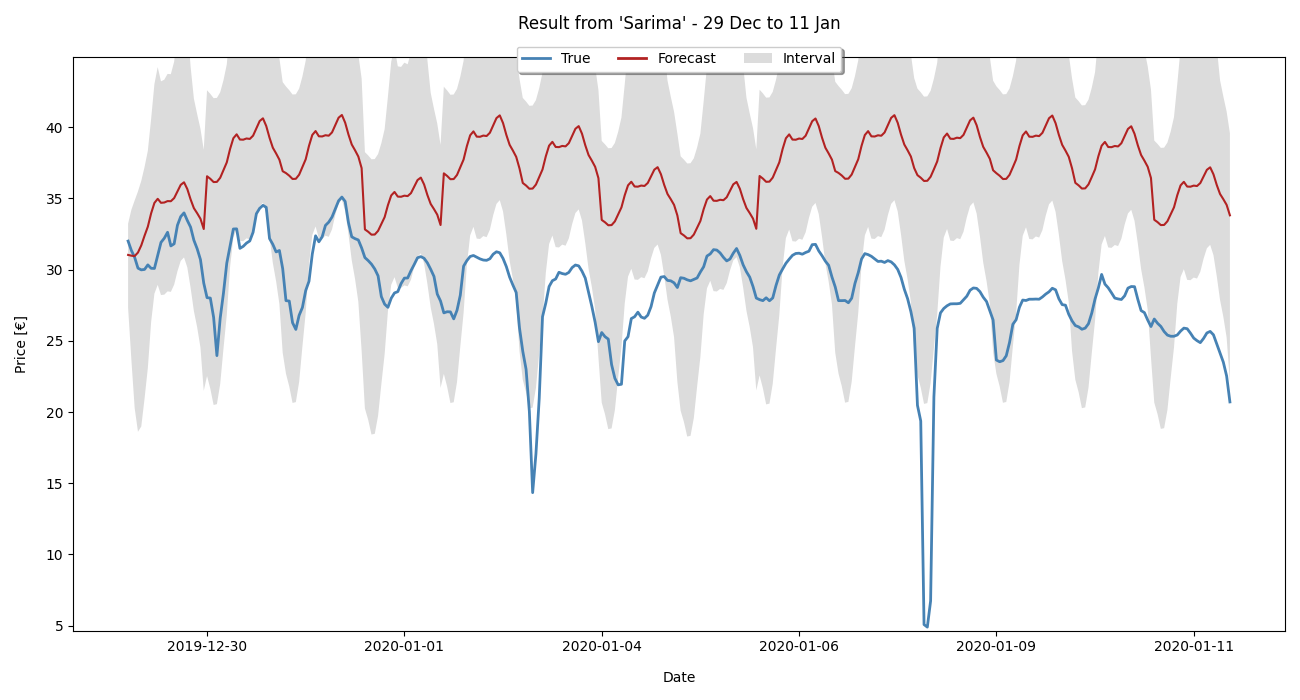 Result from 'Sarima' - 29 Dec to 11 Jan
True Forecast Interval
40
35
30
25
20
15
10
5
Price [€]
2019-12-30 2020-01-01 2020-01-04 2020-01-06 2020-01-09 2020-01-11
Date